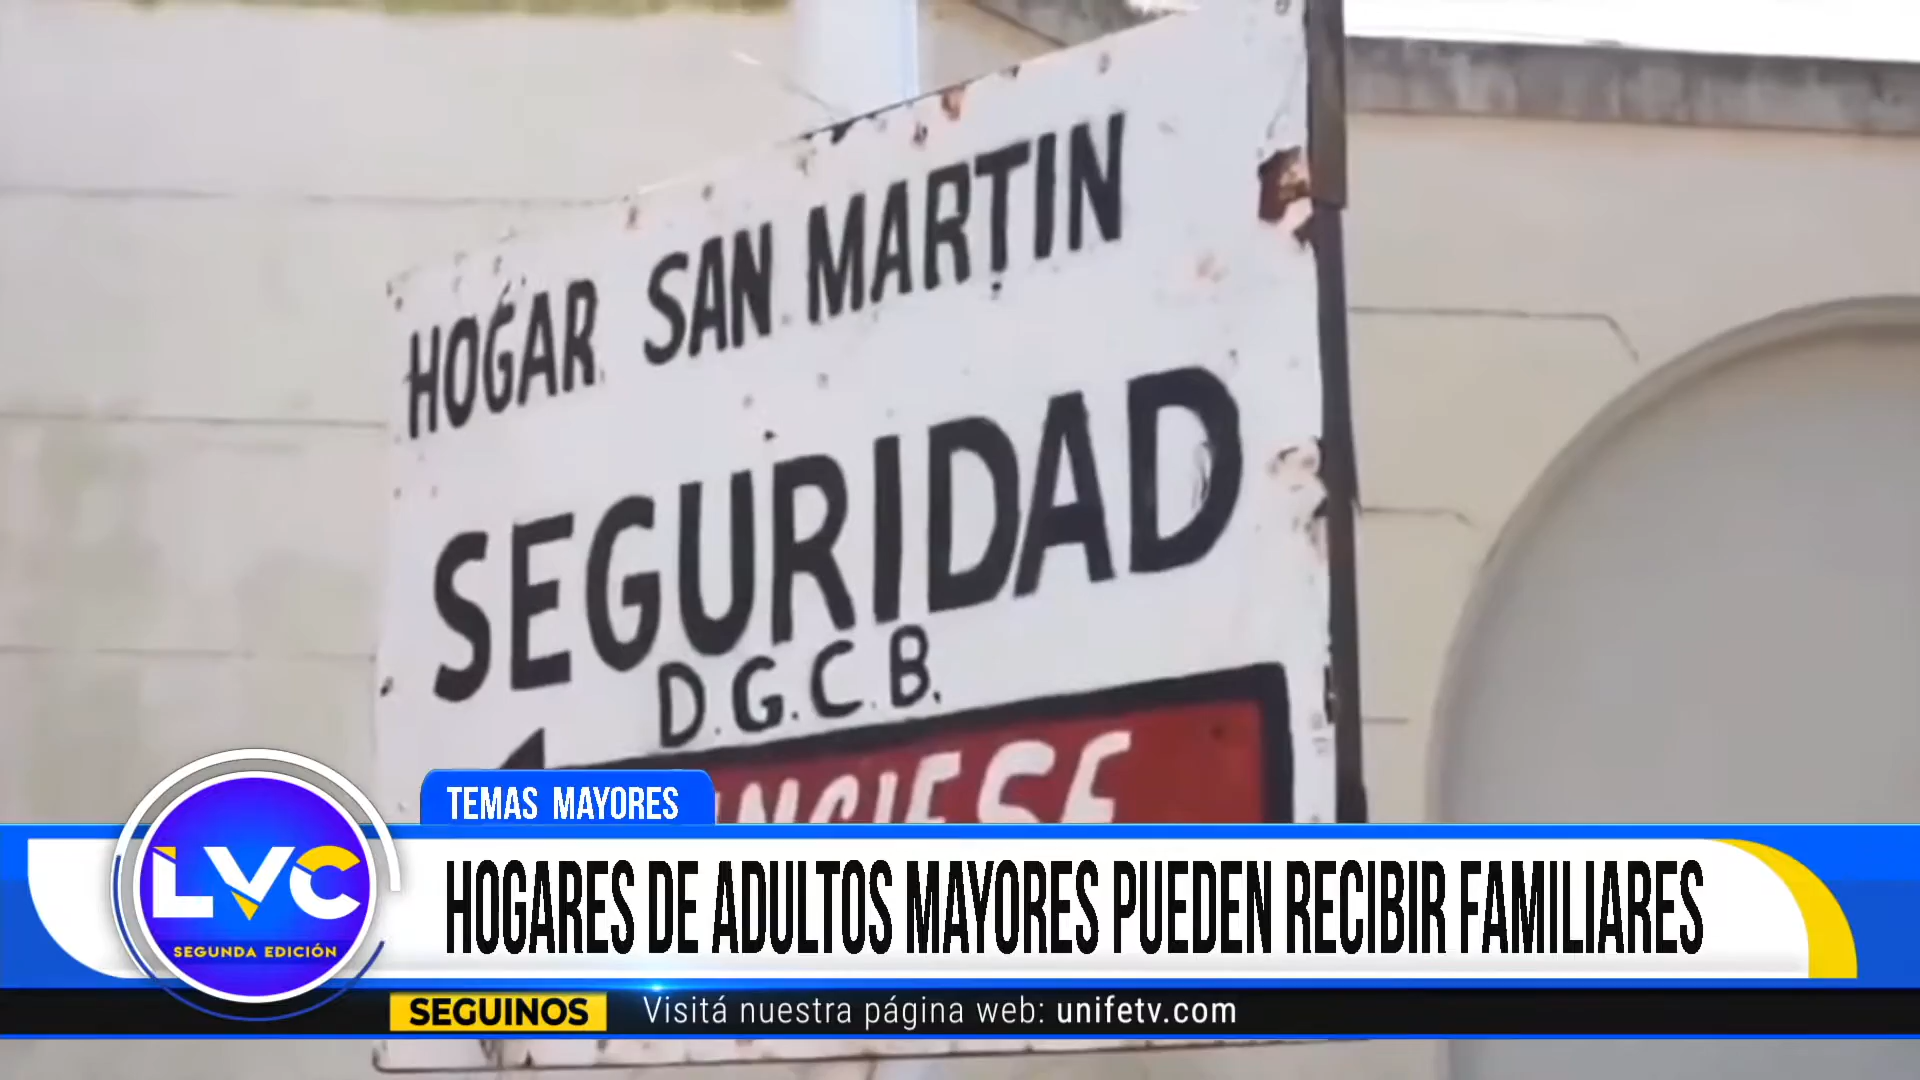 HOGAR SAN MARTIN
SEGURIDAD
D.G.C.B.
TEMAS MAYORES
HOGARES DE ADULTOS MAYORES PUEDEN RECIBIR FAMILIARES
LVC
SEGUNDA EDICIÓN
SEGUINOS
Visitá nuestra página web: unifetv.com